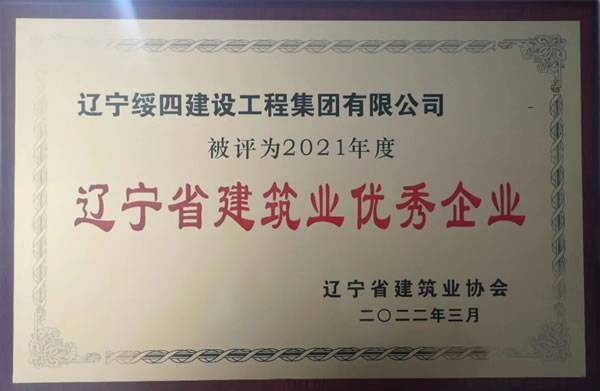 辽宁绥四建设工程集团有限公司
被评为2021年度
辽宁省建筑业优秀企业
辽宁省建筑业协会
二〇二二年三月